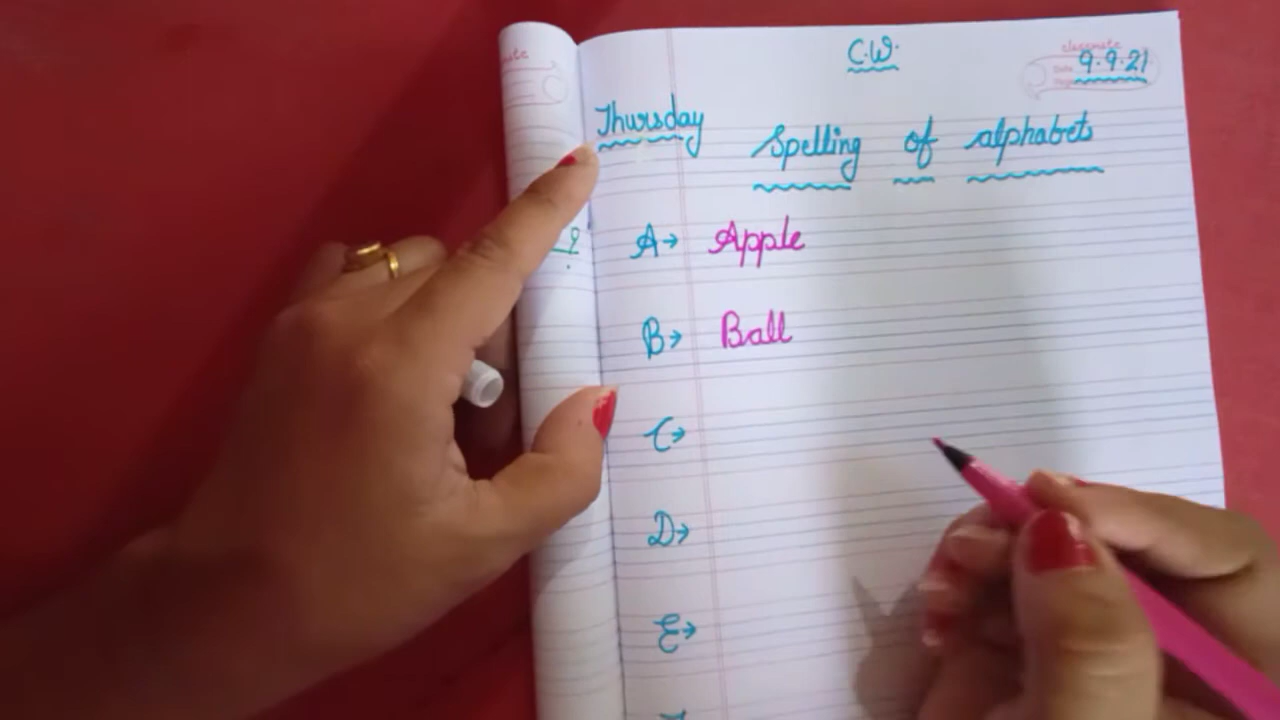 C.W.
classmate
Date 9.9.21
Thursday
Spelling of alphabets
A→ Apple
B→ Ball
C→
D→
E→